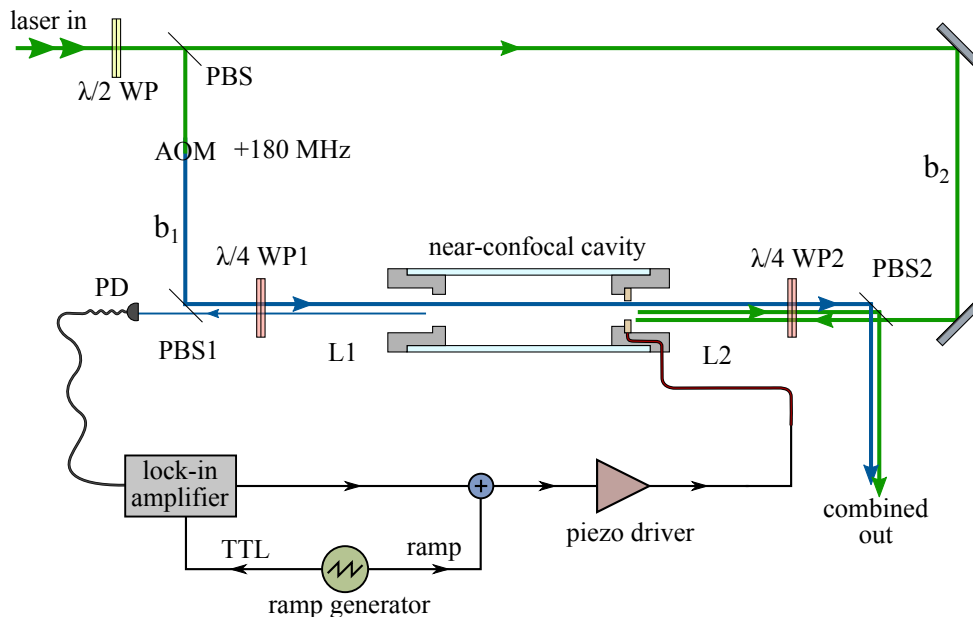 laser in
λ/2 WP
PBS
AOM +180 MHz
b₁
b₂
near-confocal cavity
λ/4 WP1
λ/4 WP2
PBS2
PD
PBS1
L1
L2
lock-in
amplifier
+
piezo driver
combined
out
TTL
ramp
ramp generator